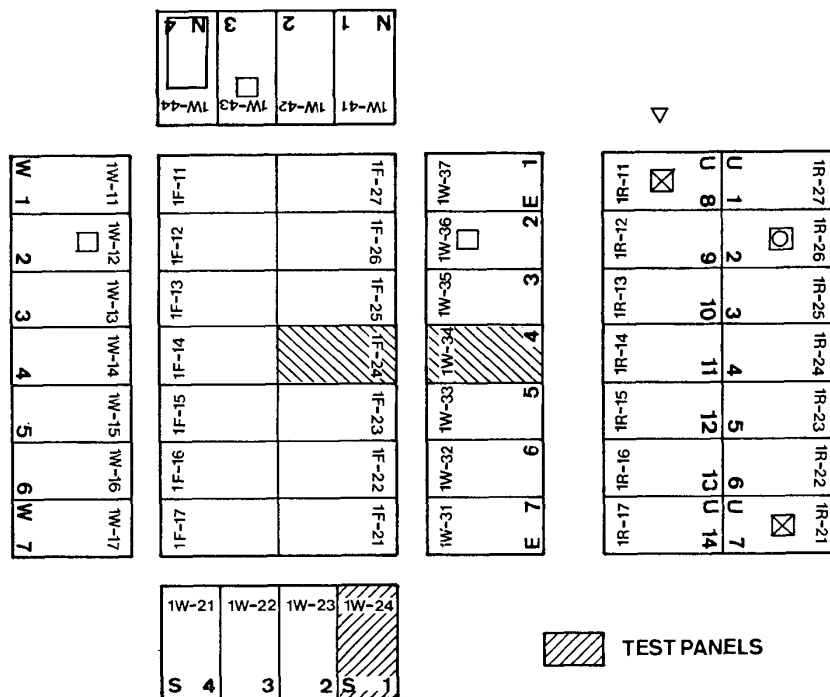 N 4
3
2
1 N
1W-44
1W-43
1W-42
1W-41
W 1
2
3
4
5
6
W 7
1W-11
1W-12
1W-13
1W-14
1W-15
1W-16
1W-17
1F-11
1F-12
1F-13
1F-14
1F-15
1F-16
1F-17
1F-27
1F-26
1F-25
1F-24
1F-23
1F-22
1F-21
1W-37
1W-36
1W-35
1W-34
1W-33
1W-32
1W-31
E 1
2
3
4
5
6
E 7
1R-11
1R-12
1R-13
1R-14
1R-15
1R-16
1R-17
U 8
9
10
11
12
13
U 14
U 1
2
3
4
5
6
U 7
1R-27
1R-26
1R-25
1R-24
1R-23
1R-22
1R-21
1W-21
1W-22
1W-23
1W-24
S 4
3
2
S 1
TEST PANELS